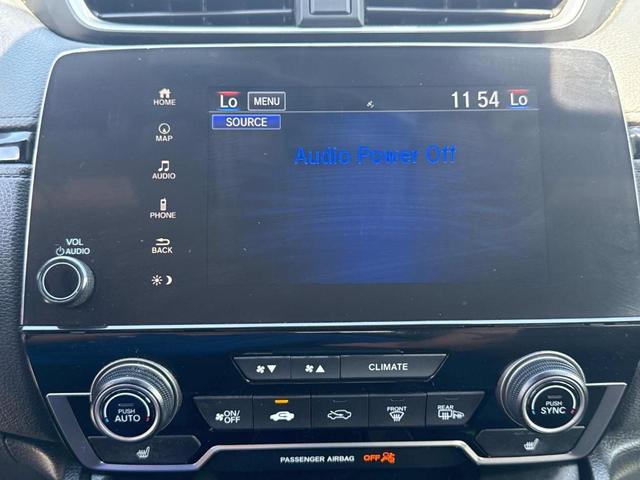 HOME
Lo MENU 11 54 Lo
SOURCE
MAP
Audio Power Off
AUDIO
PHONE
VOL
AUDIO
BACK
CLIMATE
PUSH
AUTO
ON/
OFF
FRONT
REAR
PUSH
SYNC
PASSENGER AIRBAG OFF